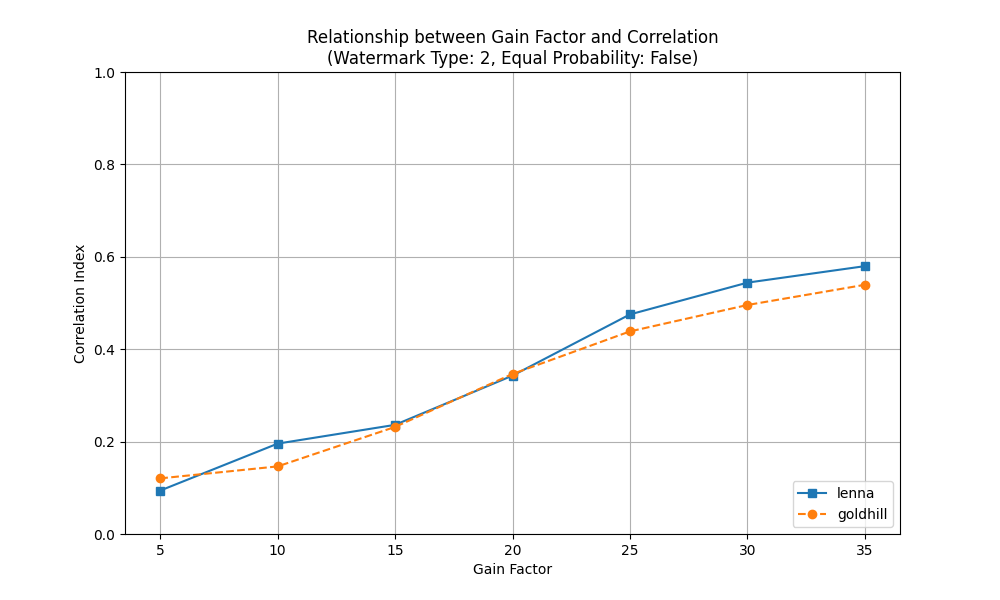 Relationship between Gain Factor and Correlation
(Watermark Type: 2, Equal Probability: False)
1.0
0.8
0.6
0.4
0.2
0.0
Correlation Index
5 10 15 20 25 30 35
Gain Factor
lenna
goldhill